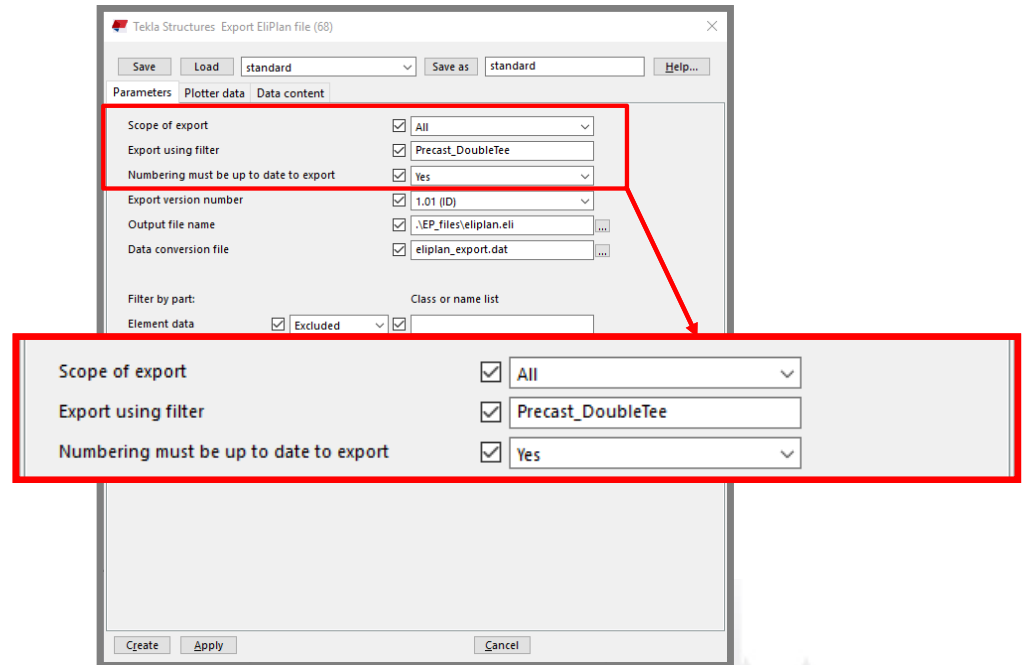 Tekla Structures Export EliPlan file (68)
Save Load standard Save as standard Help...
Parameters Plotter data Data content
Scope of export All
Export using filter Precast_DoubleTee
Numbering must be up to date to export Yes
Export version number 1.01 (ID)
Output file name .\EP_files\eliplan.eli ...
Data conversion file eliplan_export.dat ...
Filter by part: Class or name list
Element data Excluded
Scope of export All
Export using filter Precast_DoubleTee
Numbering must be up to date to export Yes
Create Apply Cancel